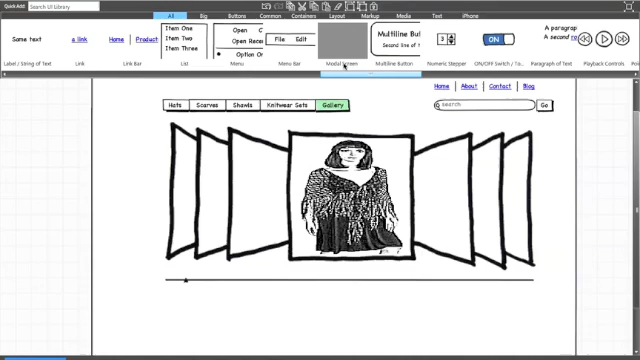 Quick Add Search UI Library
All Big Buttons Common Containers Layout Markup Media Text iPhone
Some text a link Home Product
Item One
Item Two
Item Three
Open
Open Rece
Option Or
File Edit
Multiline But
Second line of t
3
ON
A paragraph
A second
Label / String of Text Link Link Bar List Menu Menu Bar Modal Screen Multiline Button Numeric Stepper ON/OFF Switch / To.. Paragraph of Text Playback Controls
Home About Contact Blog
Hats Scarves Shawls Knitwear Sets Gallery search Go